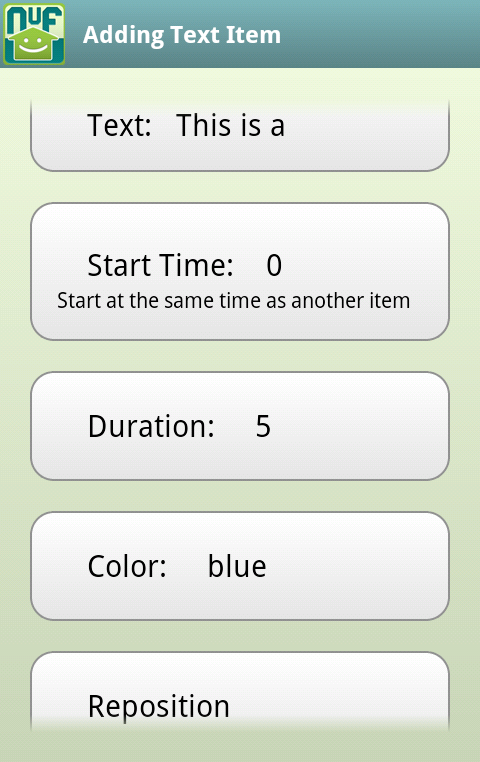 nuf
Adding Text Item
Text: This is a
Start Time: 0
Start at the same time as another item
Duration: 5
Color: blue
Reposition